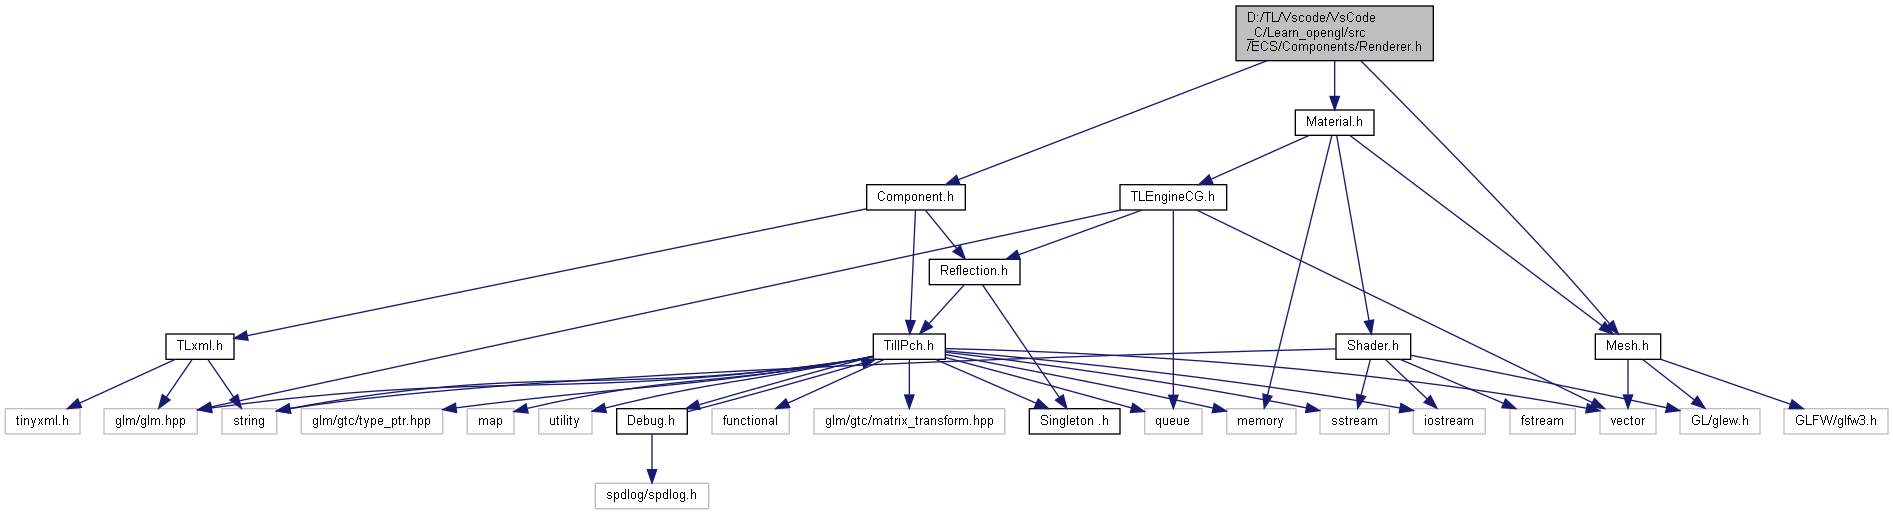 D:/TL/Vscode/VsCode
_C/Learn_opengl/src
/ECS/Components/Renderer.h
Material.h
Component.h
TLEngineCG.h
Reflection.h
TLxml.h
TillPch.h
Shader.h
Mesh.h
tinyxml.h
glm/glm.hpp
string
glm/gtc/type_ptr.hpp
map
utility
Debug.h
functional
glm/gtc/matrix_transform.hpp
Singleton .h
queue
memory
sstream
iostream
fstream
vector
GL/glew.h
GLFW/glfw3.h
spdlog/spdlog.h